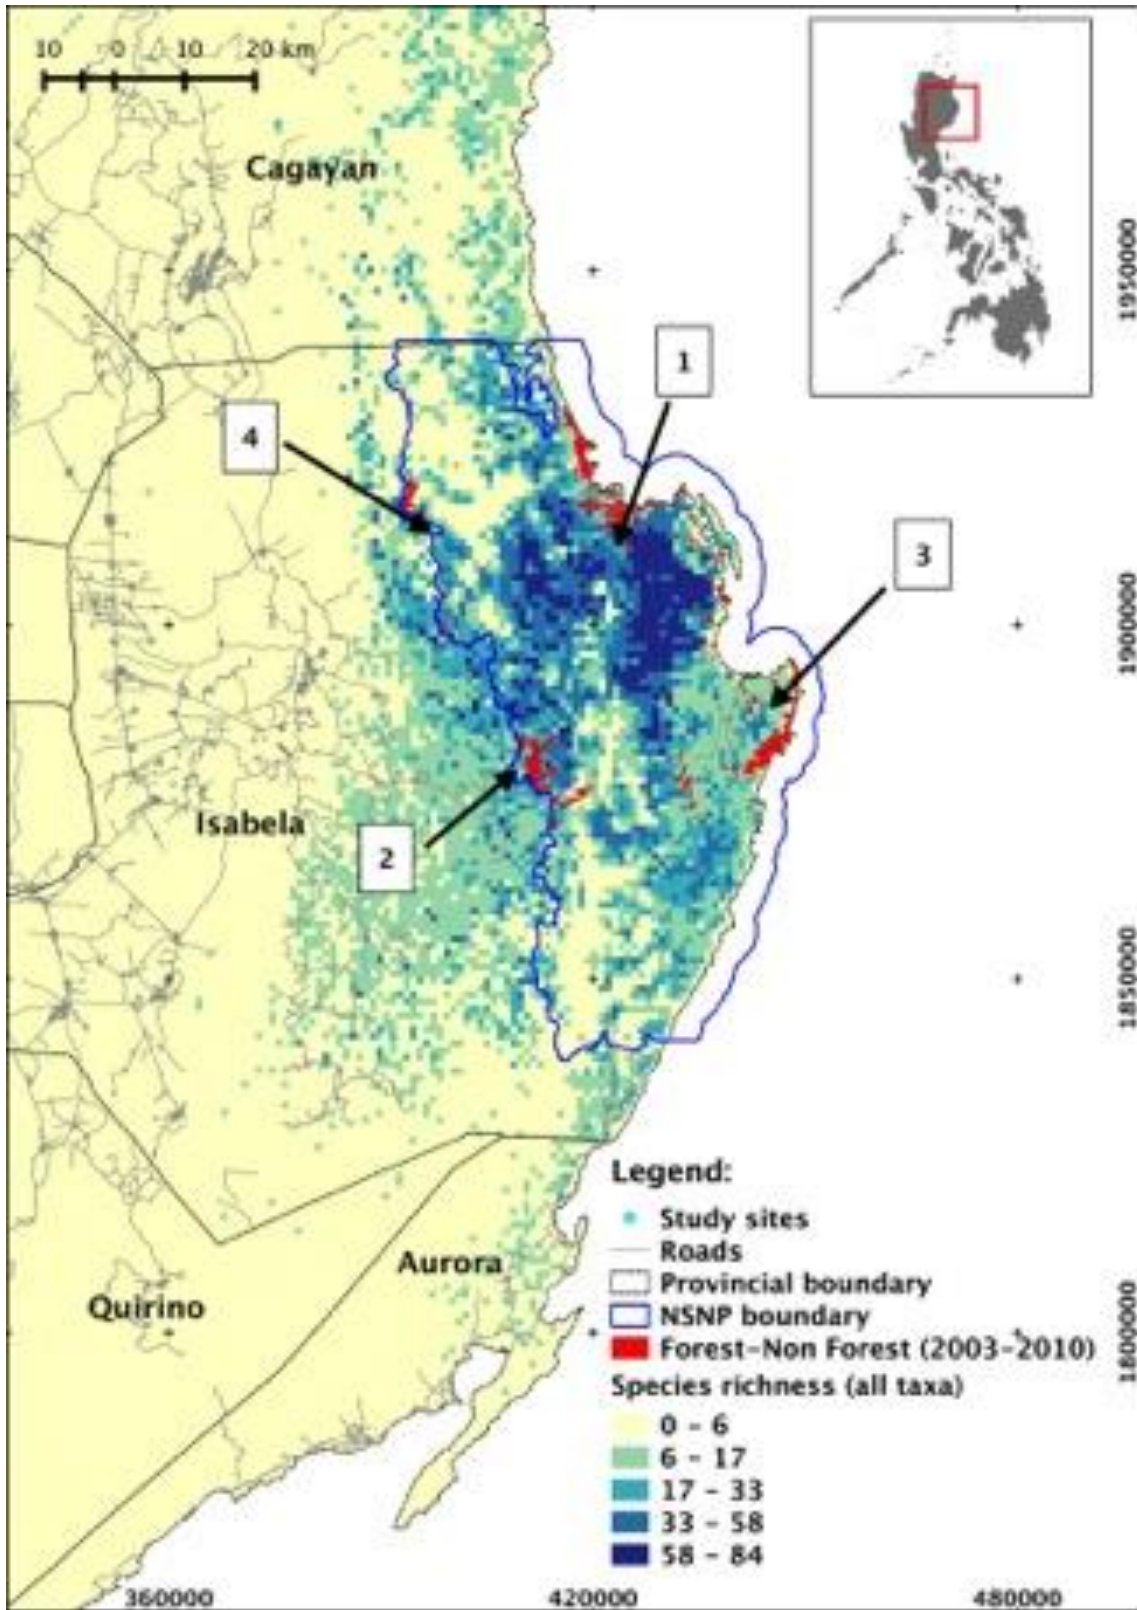 10 0 10 20 km
Cagayan
1950000
1
4
3
1900000
Isabela
2
1850000
Legend:
Study sites
Roads
Aurora
Provincial boundary
Quirino
NSNP boundary
1800000
Forest-Non Forest (2003-2010)
Species richness (all taxa)
0 - 6
6 - 17
17 - 33
33 - 58
58 - 84
360000 420000 480000